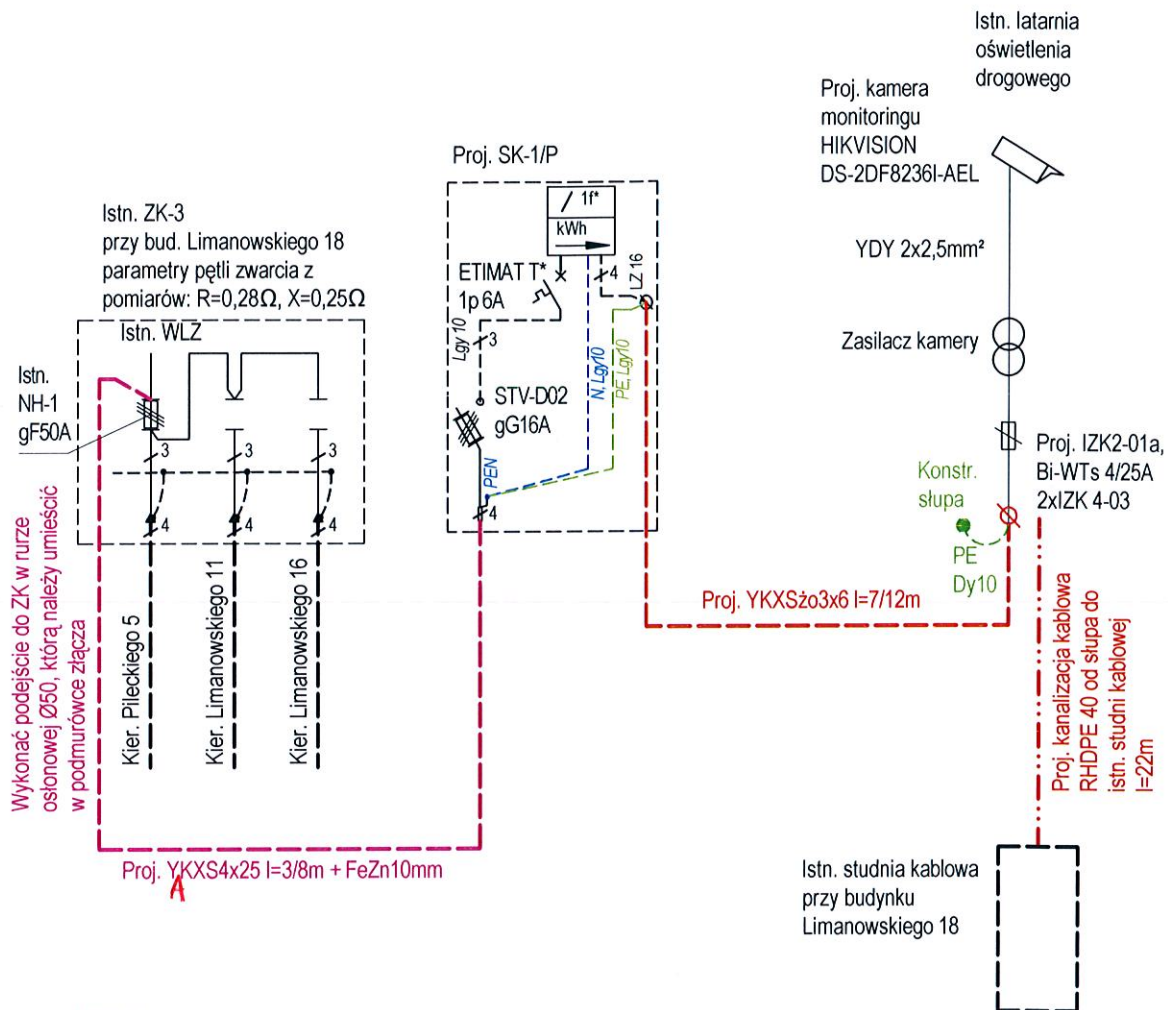 Istn. latarnia
oświetlenia
drogowego
Proj. kamera
monitoringu
HIKVISION
DS-2DF8236I-AEL
Proj. SK-1/P
Istn. ZK-3
przy bud. Limanowskiego 18
parametry pętli zwarcia z
pomiarów: R=0,28Ω, X=0,25Ω
1f*
kWh
ETIMAT T*
1p 6A
4
LZ 16
YDY 2x2,5mm²
Istn. WLZ
Lgy 10
3
Zasilacz kamery
Istn.
NH-1
gF50A
N, Lgy10
PE, Lgy10
STV-D02
gG16A
3
3
3
PEN
4
Proj. IZK2-01a,
Bi-WTs 4/25A
2xIZK 4-03
Konstr.
słupa
PE
Dy10
4
4
4
Wykonać podejście do ZK w rurze
osłonowej Ø50, którą należy umieścić
w podmurówce złącza
Kier. Pileckiego 5
Kier. Limanowskiego 11
Kier. Limanowskiego 16
Proj. YKXSżo3x6 l=7/12m
Proj. kanalizacja kablowa
RHDPE 40 od słupa do
istn. studni kablowej
l=22m
Proj. YKXS4x25 l=3/8m + FeZn10mm
A
Istn. studnia kablowa
przy budynku
Limanowskiego 18